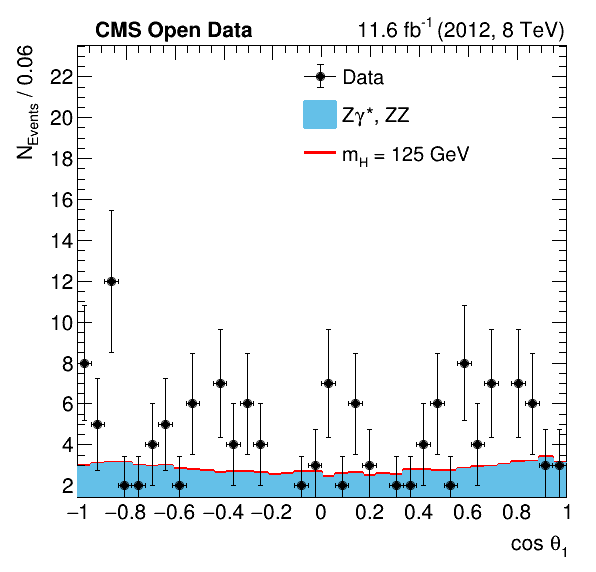 CMS Open Data 11.6 fb⁻¹ (2012, 8 TeV)
N_Events / 0.06
Data
Zγ*, ZZ
m_H = 125 GeV
22
20
18
16
14
12
10
8
6
4
2
−1 −0.8 −0.6 −0.4 −0.2 0 0.2 0.4 0.6 0.8 1
cos θ₁